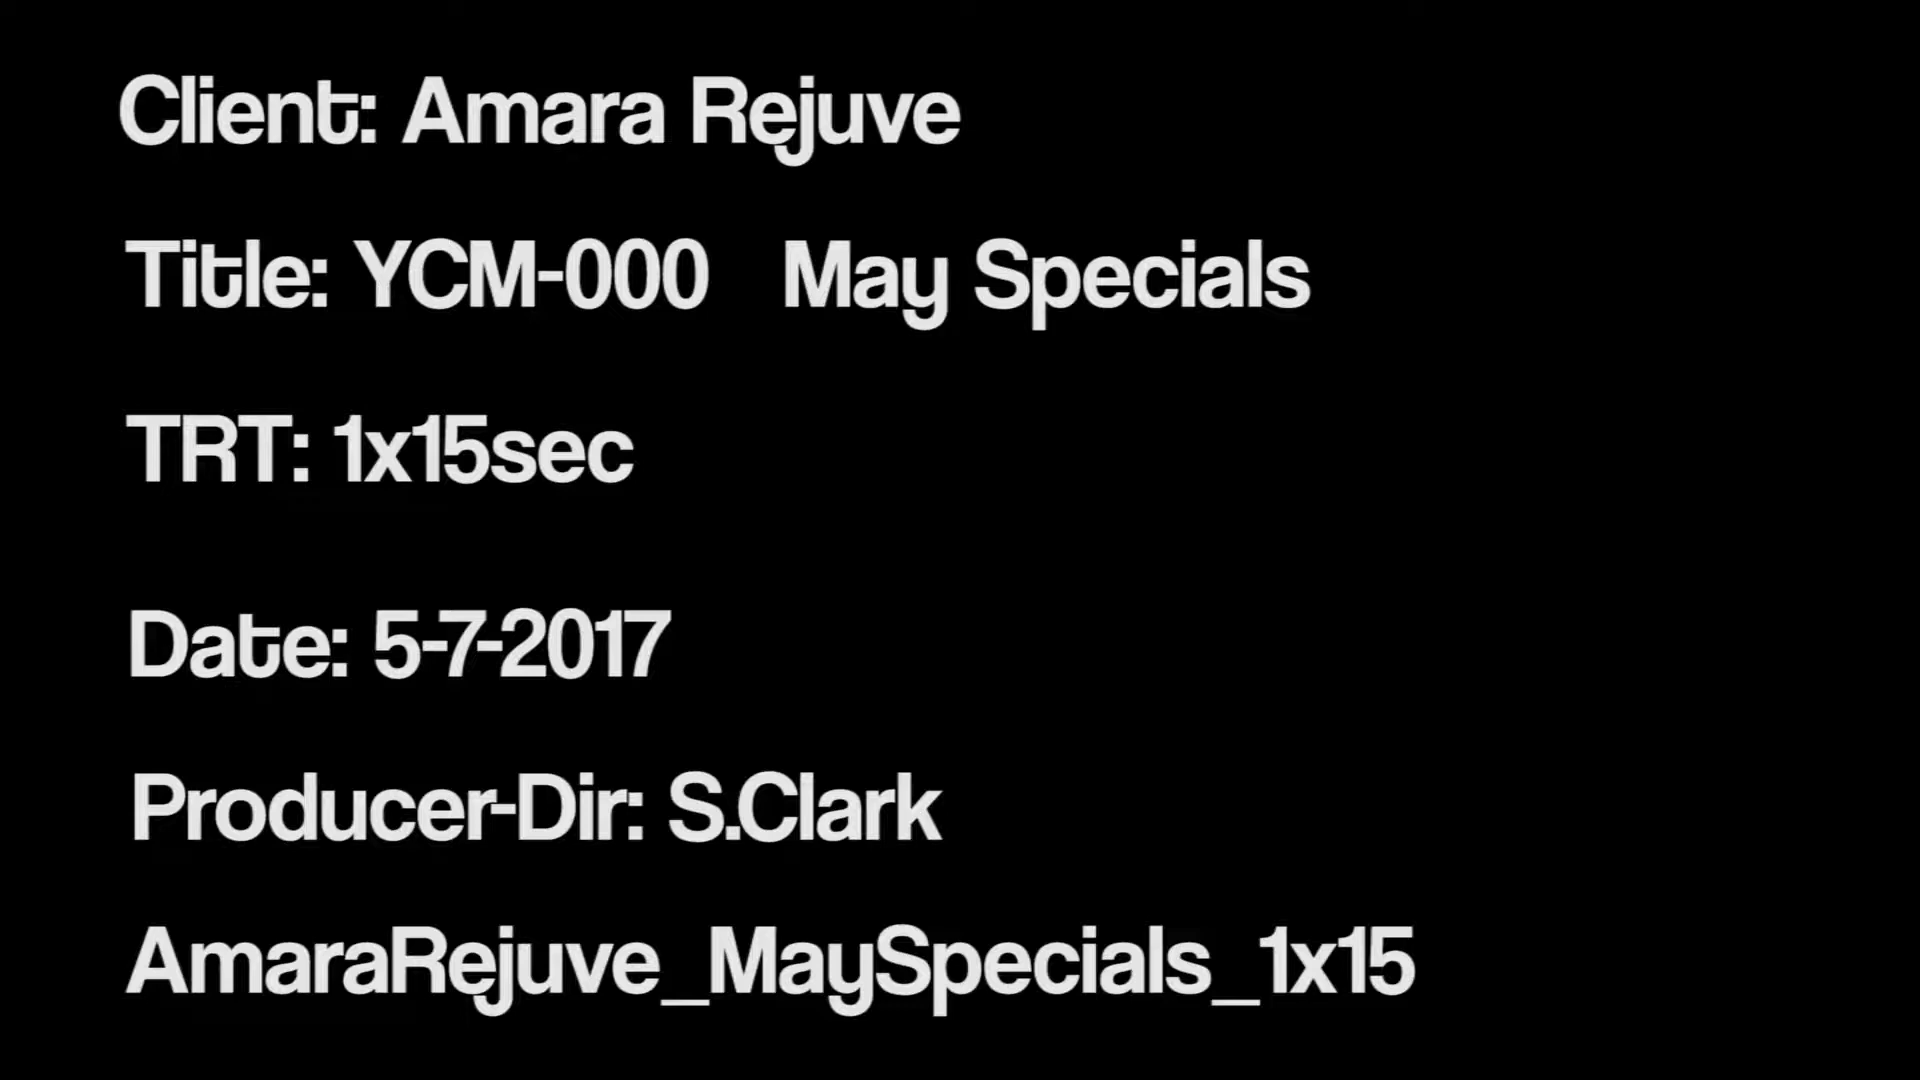 Client: Amara Rejuve
Title: YCM-000 May Specials
TRT: 1x15sec
Date: 5-7-2017
Producer-Dir: S.Clark
AmaraRejuve_MaySpecials_1x15